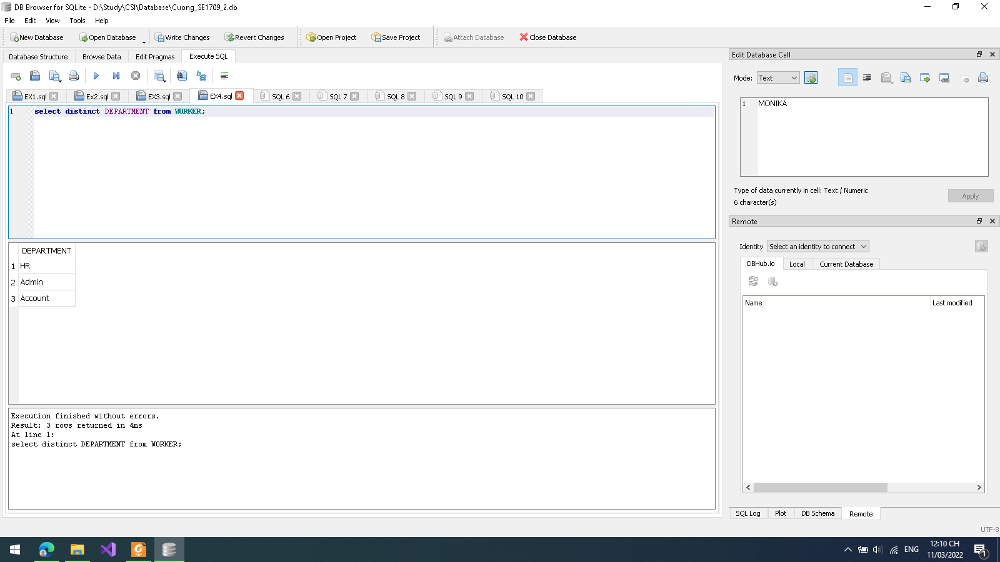 DB Browser for SQLite - D:\Study\CSI\Database\Cuong_SE1709_2.db
File Edit View Tools Help
New Database Open Database Write Changes Revert Changes Open Project Save Project Attach Database Close Database
Database Structure Browse Data Edit Pragmas Execute SQL
EX1.sql Ex2.sql EX3.sql EX4.sql SQL 6 SQL 7 SQL 8 SQL 9 SQL 10
1 select distinct DEPARTMENT from WORKER;
DEPARTMENT
1 HR
2 Admin
3 Account
Execution finished without errors.
Result: 3 rows returned in 4ms
At line 1:
select distinct DEPARTMENT from WORKER;
Edit Database Cell
Mode: Text
1 MONIKA
Type of data currently in cell: Text / Numeric
6 character(s)
Apply
Remote
Identity Select an identity to connect
DBHub.io Local Current Database
Name Last modified
SQL Log Plot DB Schema Remote
UTF-8
ENG
12:10 CH
11/03/2022
1